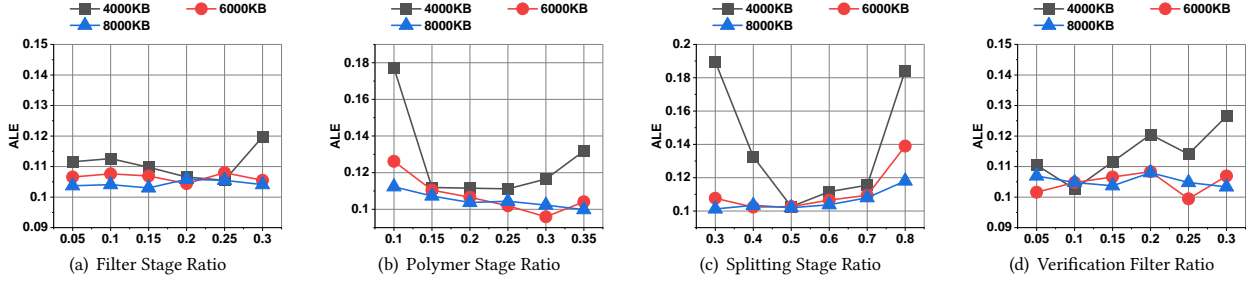 4000KB 6000KB
8000KB
0.15
0.14
0.13
0.12
0.11
0.1
0.09
ALE
0.05 0.1 0.15 0.2 0.25 0.3
(a) Filter Stage Ratio
4000KB 6000KB
8000KB
0.18
0.16
0.14
0.12
0.1
ALE
0.1 0.15 0.2 0.25 0.3 0.35
(b) Polymer Stage Ratio
4000KB 6000KB
8000KB
0.2
0.18
0.16
0.14
0.12
0.1
ALE
0.3 0.4 0.5 0.6 0.7 0.8
(c) Splitting Stage Ratio
4000KB 6000KB
8000KB
0.15
0.14
0.13
0.12
0.11
0.1
0.09
ALE
0.05 0.1 0.15 0.2 0.25 0.3
(d) Verification Filter Ratio